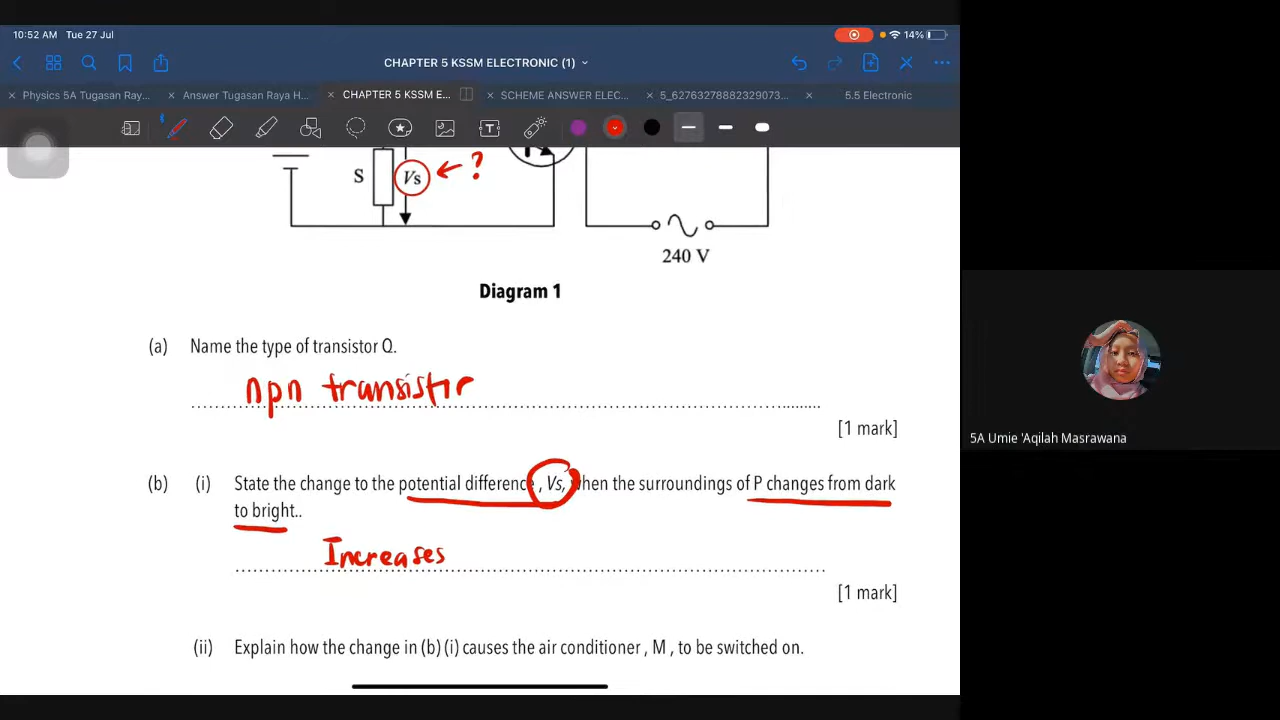 10:52 AM Tue 27 Jul
14%
CHAPTER 5 KSSM ELECTRONIC (1)
Physics 5A Tugasan Ray...
Answer Tugasan Raya H...
CHAPTER 5 KSSM E...
SCHEME ANSWER ELEC...
5_62763278882329073...
5.5 Electronic
S
Vs
?
240 V
Diagram 1
(a) Name the type of transistor Q.
npn transistor
[1 mark]
(b) (i) State the change to the potential difference , Vs, when the surroundings of P changes from dark
to bright..
Increases
[1 mark]
(ii) Explain how the change in (b) (i) causes the air conditioner , M , to be switched on.
5A Umie 'Aqilah Masrawana